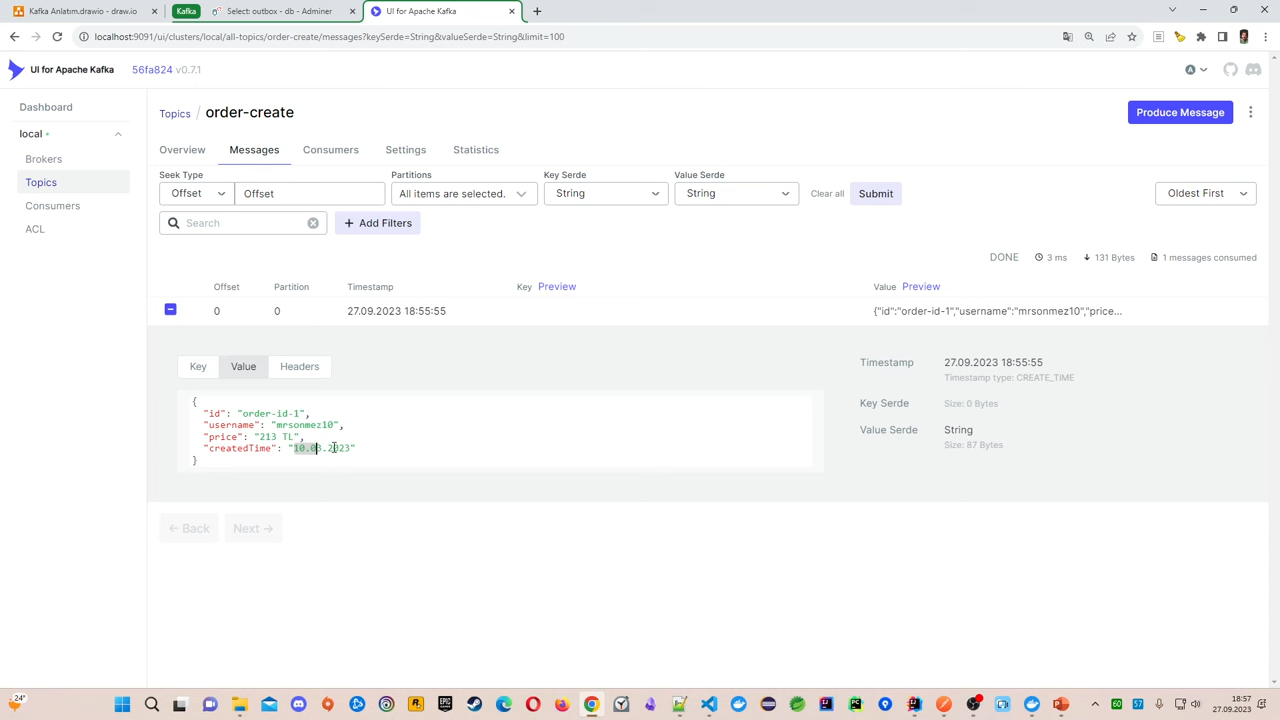 Kafka Anlatım.drawio - draw.io
Kafka
Select: outbox - db - Adminer
UI for Apache Kafka
localhost:9091/ui/clusters/local/all-topics/order-create/messages?keySerde=String&valueSerde=String&limit=100
UI for Apache Kafka
56fa824 v0.7.1
A
Dashboard
local
Brokers
Topics
Consumers
ACL
Topics / order-create
Produce Message
Overview
Messages
Consumers
Settings
Statistics
Seek Type
Partitions
Key Serde
Value Serde
Offset
Offset
All items are selected.
String
String
Clear all
Submit
Oldest First
Search
Add Filters
DONE
3 ms
131 Bytes
1 messages consumed
Offset
Partition
Timestamp
Key Preview
Value Preview
0
0
27.09.2023 18:55:55
{"id":"order-id-1","username":"mrsonmez10","price...
Key
Value
Headers
{
"id": "order-id-1",
"username": "mrsonmez10",
"price": "213 TL",
"createdTime": "10.03.2023"
}
Timestamp
27.09.2023 18:55:55
Timestamp type: CREATE_TIME
Key Serde
Size: 0 Bytes
Value Serde
String
Size: 87 Bytes
← Back
Next →
24°
60
57
18:57
27.09.2023